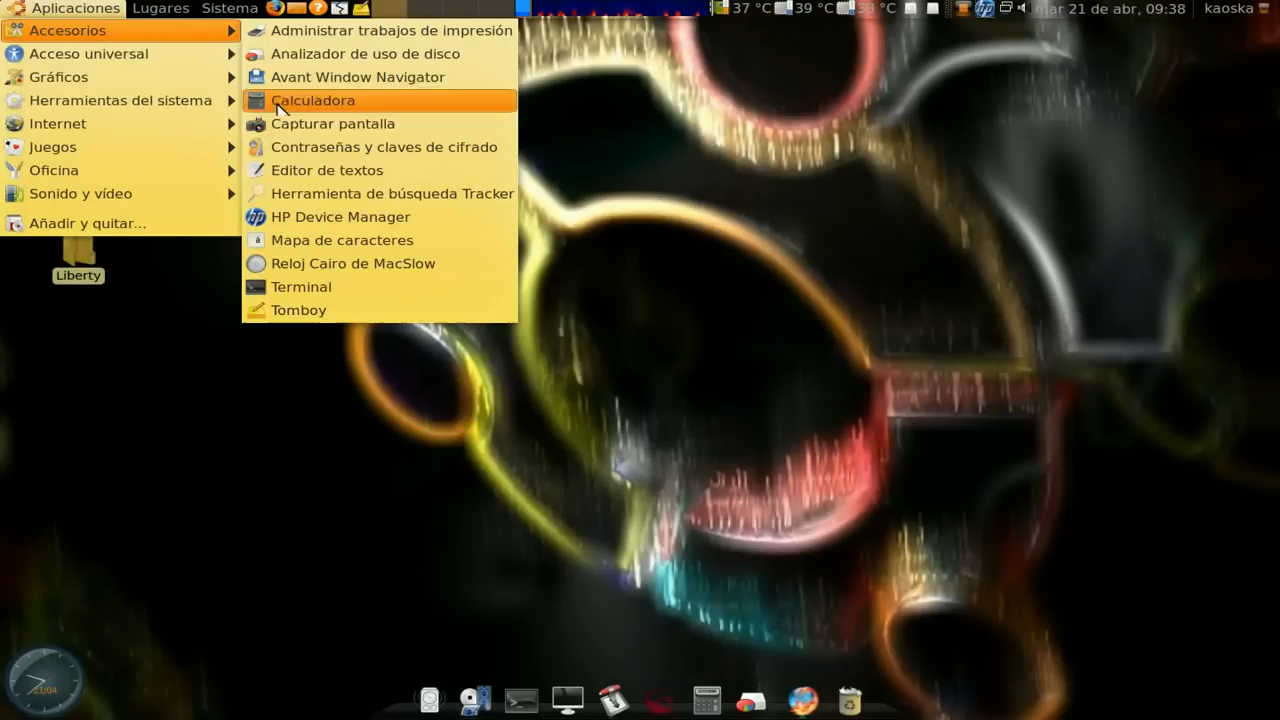 Aplicaciones Lugares Sistema 37 °C 39 °C 38 °C mar 21 de abr, 09:38 kaoska
Accesorios
Acceso universal
Gráficos
Herramientas del sistema
Internet
Juegos
Oficina
Sonido y vídeo
Añadir y quitar...
Administrar trabajos de impresión
Analizador de uso de disco
Avant Window Navigator
Calculadora
Capturar pantalla
Contraseñas y claves de cifrado
Editor de textos
Herramienta de búsqueda Tracker
HP Device Manager
Mapa de caracteres
Reloj Cairo de MacSlow
Terminal
Tomboy
Liberty
21/04